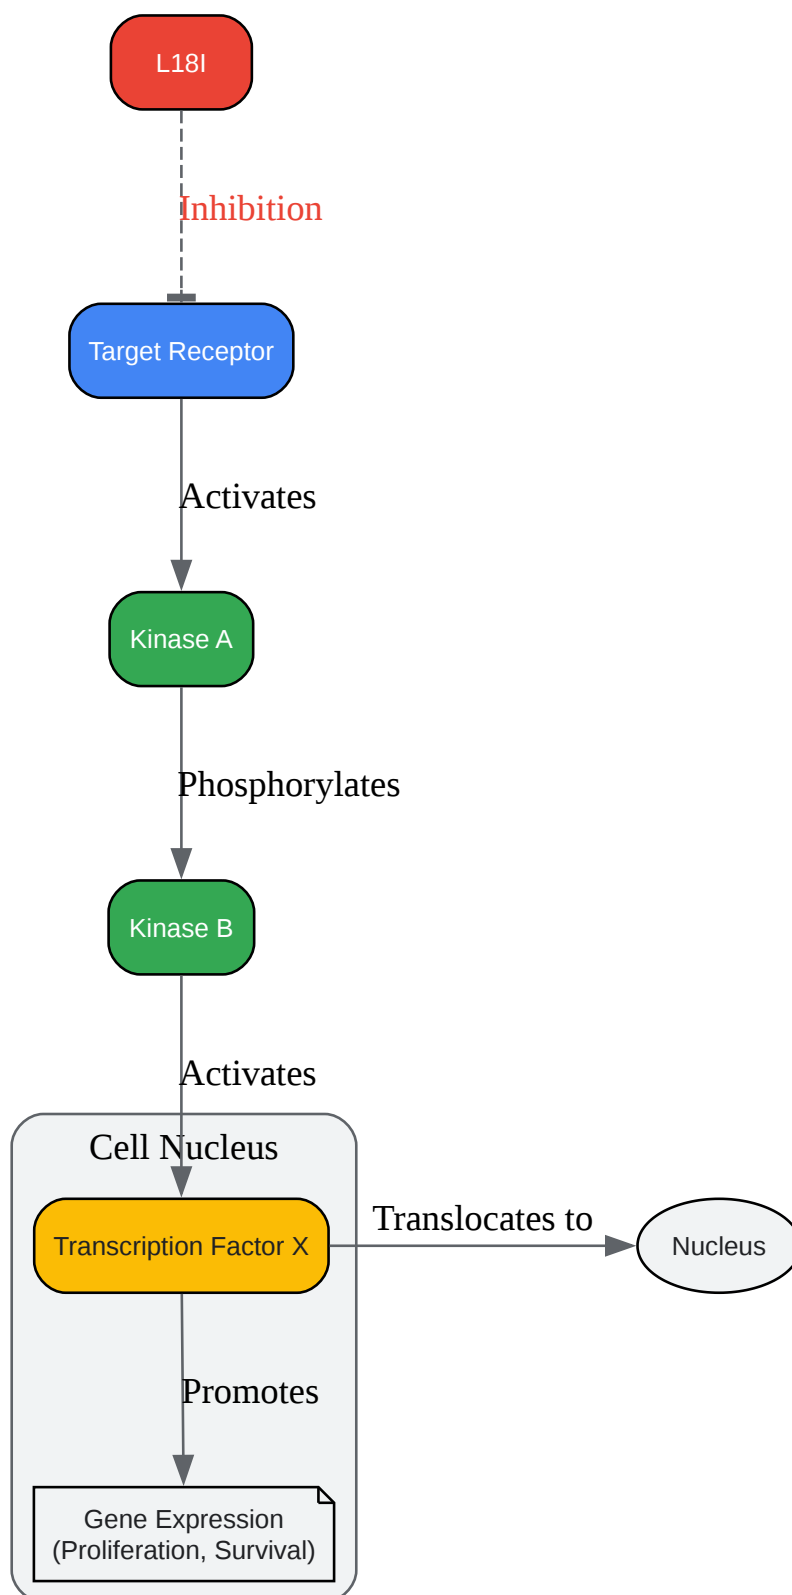 L18I
Inhibition
Target Receptor
Activates
Kinase A
Phosphorylates
Kinase B
Activates
Cell Nucleus
Transcription Factor X
Translocates to
Nucleus
Promotes
Gene Expression
(Proliferation, Survival)